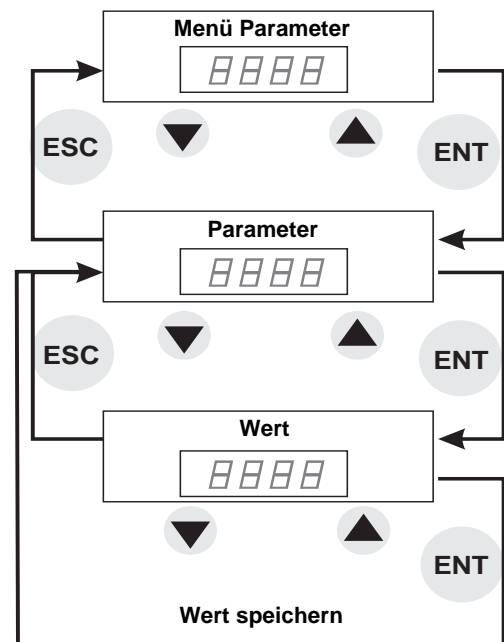 Menü Parameter
8888
ESC
ENT
Parameter
8888
ESC
ENT
Wert
8888
ENT
Wert speichern